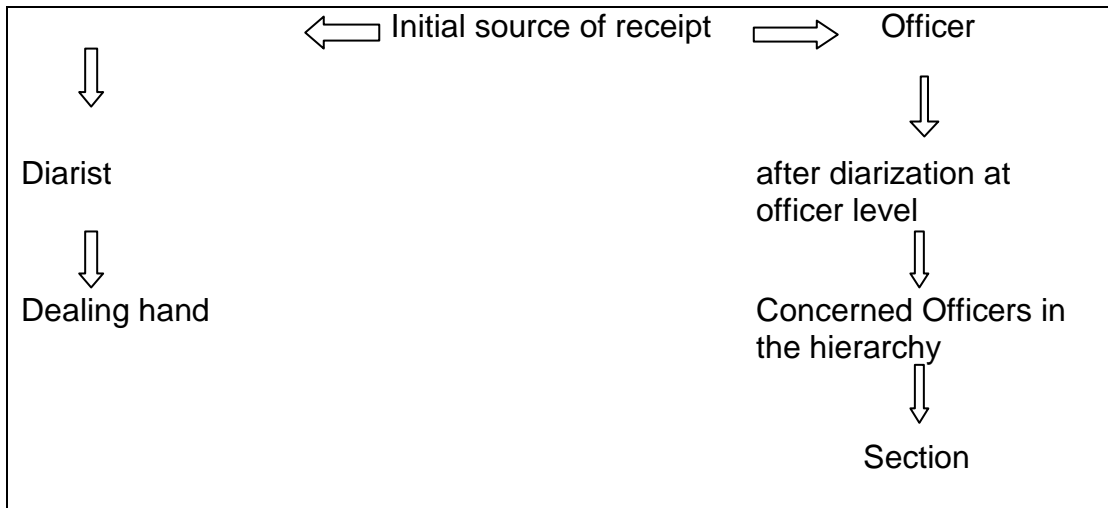 Initial source of receipt Officer
Diarist
after diarization at
officer level
Dealing hand
Concerned Officers in
the hierarchy
Section